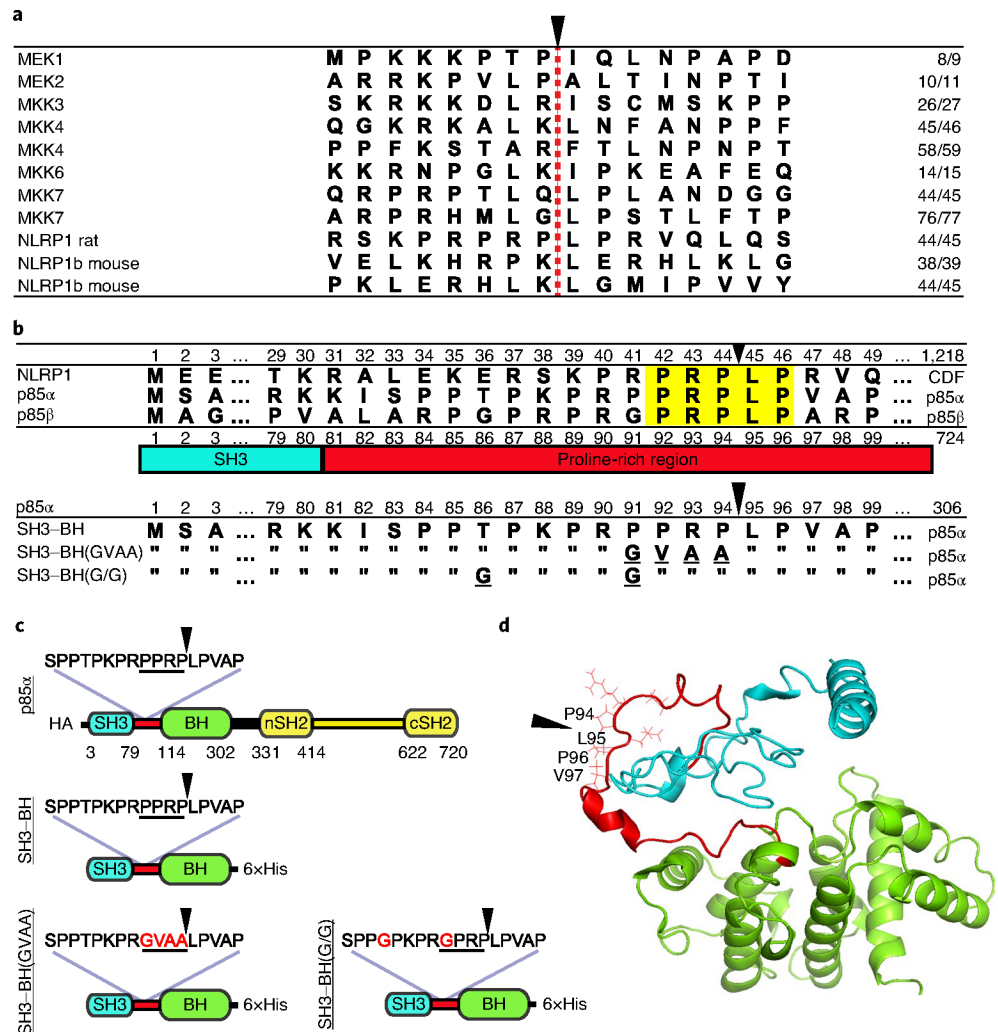 a
MEK1 M P K K K P T P I Q L N P A P D 8/9
MEK2 A R R K P V L P A L T I N P T I 10/11
MKK3 S K R K K D L R I S C M S K P P 26/27
MKK4 Q G K R K A L K L N F A N P P F 45/46
MKK4 P P F K S T A R F T L N P N P T 58/59
MKK6 K K R N P G L K I P K E A F E Q 14/15
MKK7 Q R P R P T L Q L P L A N D G G 44/45
MKK7 A R P R H M L G L P S T L F T P 76/77
NLRP1 rat R S K P R P R P L P R V Q L Q S 44/45
NLRP1b mouse V E L K H R P K L E R H L K L G 38/39
NLRP1b mouse P K L E R H L K L G M I P V V Y 44/45
b
1 2 3 ... 29 30 31 32 33 34 35 36 37 38 39 40 41 42 43 44 45 46 47 48 49 ... 1,218
NLRP1 M E E ... T K R A L E K E R S K P R P R P L P R V Q ... CDF
p85α M S A ... R K K I S P P T P K P R P P R P L P V A P ... p85α
p85β M A G ... P V A L A R P G P R P R G P R P L P A R P ... p85β
1 2 3 ... 79 80 81 82 83 84 85 86 87 88 89 90 91 92 93 94 95 96 97 98 99 ... 724
SH3 Proline-rich region
p85α 1 2 3 ... 79 80 81 82 83 84 85 86 87 88 89 90 91 92 93 94 95 96 97 98 99 ... 306
SH3–BH M S A ... R K K I S P P T P K P R P P R P L P V A P ... p85α
SH3–BH(GVAA) " " " ... " " " " " " " " " " " " G V A A " " " " " ... p85α
SH3–BH(G/G) " " " ... " " " " " " " G " " " " G " " " " " " " " ... p85α
c
SPPTPKPRPPRPLPVAP
p85α
HA SH3 BH nSH2 cSH2
3 79 114 302 331 414 622 720
SPPTPKPRPPRPLPVAP
SH3–BH
SH3 BH 6×His
SPPTPKPRGVAALPVAP
SH3–BH(GVAA)
SH3 BH 6×His
SPPGPKPRGPRPLPVAP
SH3–BH(G/G)
SH3 BH 6×His
d
P94
L95
P96
V97